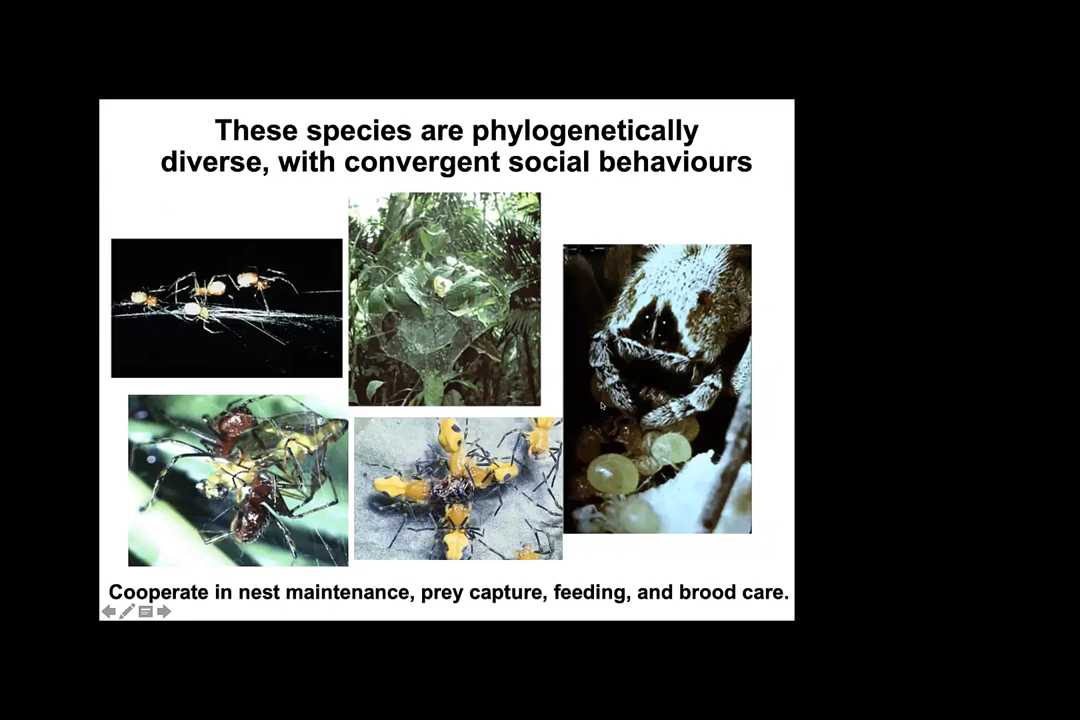 These species are phylogenetically
diverse, with convergent social behaviours
Cooperate in nest maintenance, prey capture, feeding, and brood care.